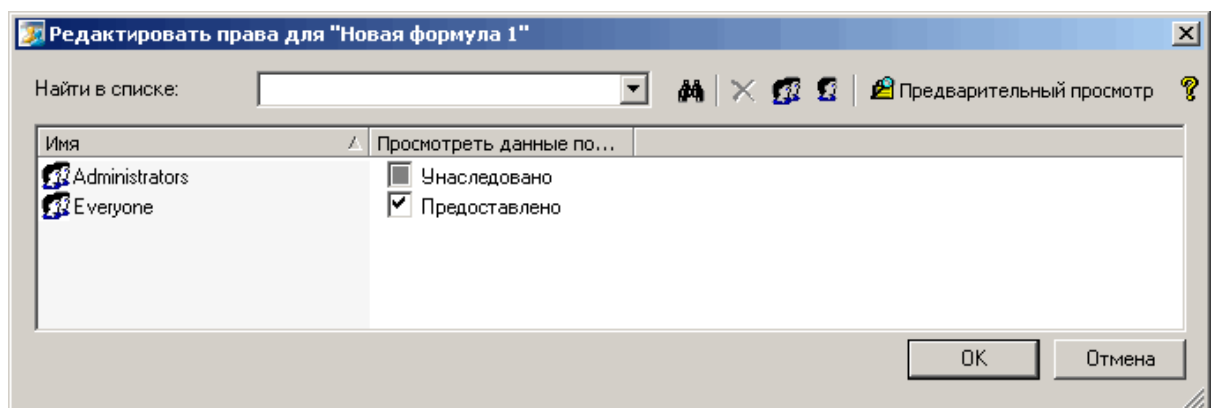 Редактировать права для "Новая формула 1"
Найти в списке: Предварительный просмотр
Имя Просмотреть данные по...
Administrators Унаследовано
Everyone Предоставлено
OK Отмена